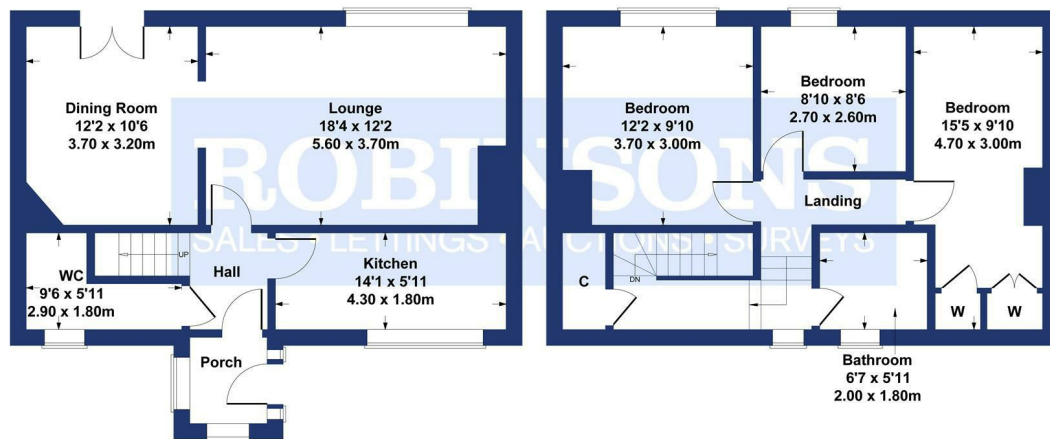 Dining Room
12'2 x 10'6
3.70 x 3.20m
Lounge
18'4 x 12'2
5.60 x 3.70m
WC
9'6 x 5'11
2.90 x 1.80m
UP
Hall
Kitchen
14'1 x 5'11
4.30 x 1.80m
Porch
Bedroom
12'2 x 9'10
3.70 x 3.00m
Bedroom
8'10 x 8'6
2.70 x 2.60m
Bedroom
15'5 x 9'10
4.70 x 3.00m
Landing
C
DN
W
W
Bathroom
6'7 x 5'11
2.00 x 1.80m
ROBINSONS
SALES • LETTINGS • AUCTIONS • SURVEYS